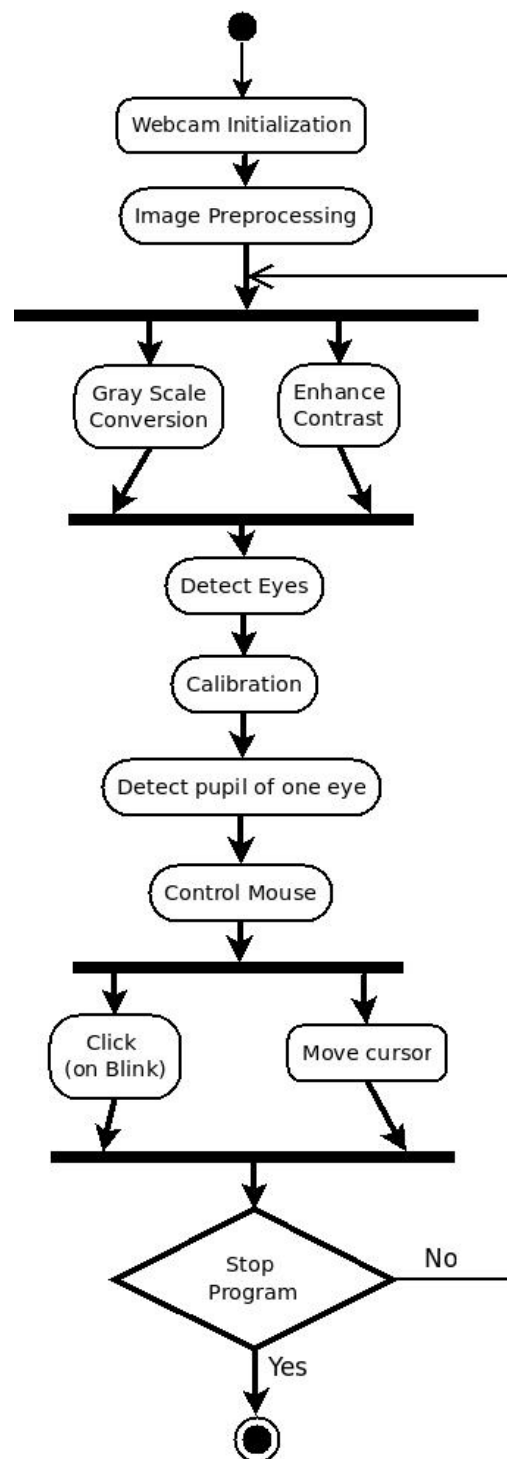 Webcam Initialization
Image Preprocessing
Gray Scale
Conversion
Enhance
Contrast
Detect Eyes
Calibration
Detect pupil of one eye
Control Mouse
Click
(on Blink)
Move cursor
Stop
Program
No
Yes